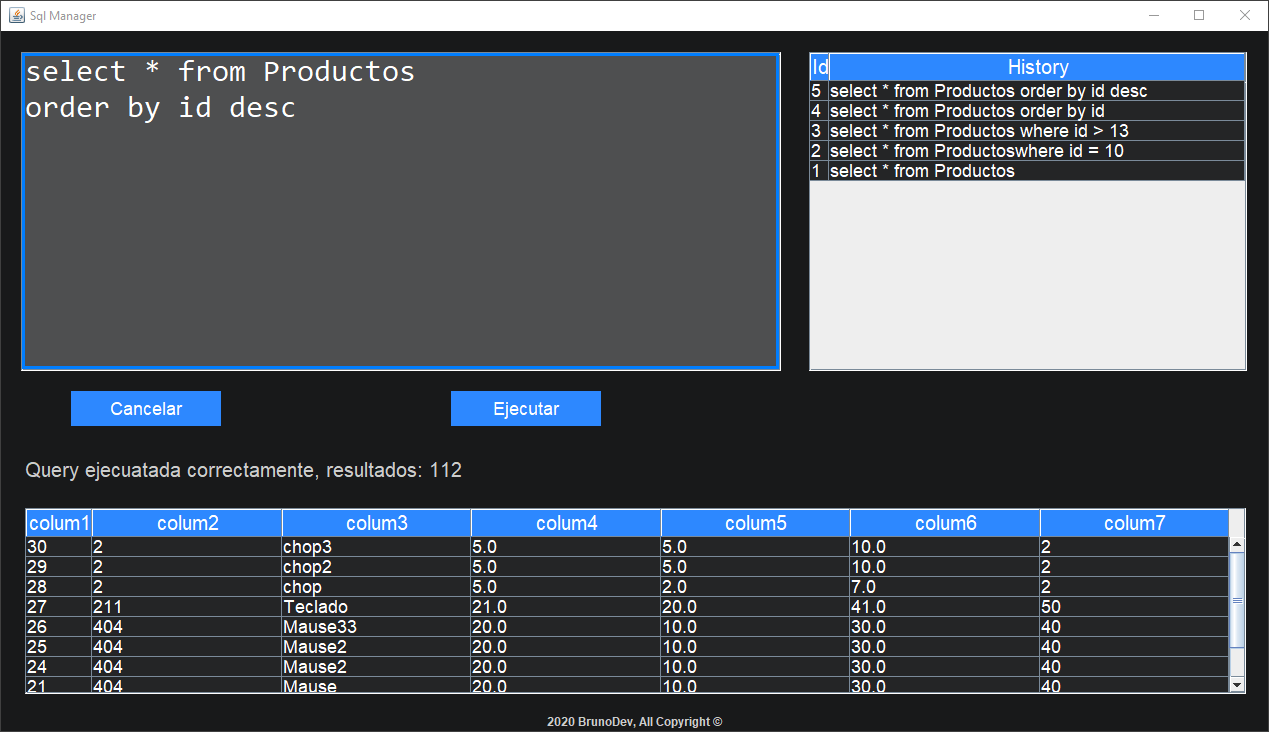 Sql Manager
select * from Productos
order by id desc
Id History
5 select * from Productos order by id desc
4 select * from Productos order by id
3 select * from Productos where id > 13
2 select * from Productoswhere id = 10
1 select * from Productos
Cancelar Ejecutar
Query ejecuatada correctamente, resultados: 112
colum1 colum2 colum3 colum4 colum5 colum6 colum7
30 2 chop3 5.0 5.0 10.0 2
29 2 chop2 5.0 5.0 10.0 2
28 2 chop 5.0 2.0 7.0 2
27 211 Teclado 21.0 20.0 41.0 50
26 404 Mause33 20.0 10.0 30.0 40
25 404 Mause2 20.0 10.0 30.0 40
24 404 Mause2 20.0 10.0 30.0 40
21 404 Mause 20.0 10.0 30.0 40
2020 BrunoDev, All Copyright ©